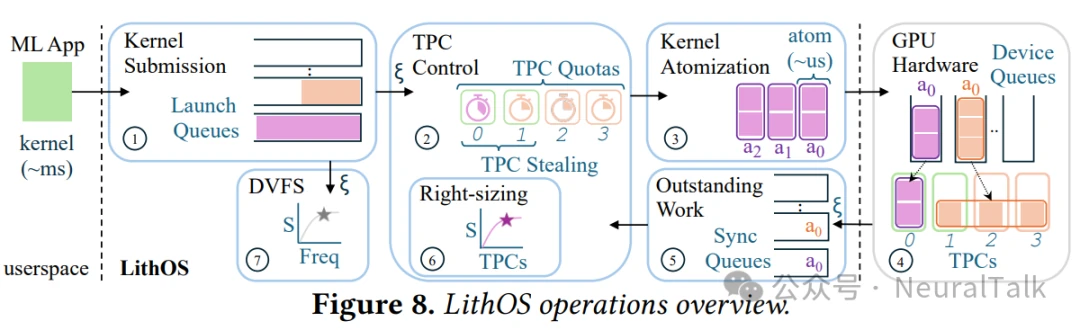 ML App
kernel
(~ms)
userspace
LithOS
Kernel
Submission
Launch
Queues
1
ξ
DVFS
S
Freq
7
ξ
TPC
Control
TPC Quotas
0 1 2 3
TPC Stealing
2
Right-sizing
S
TPCs
6
Kernel
Atomization
atom
(~us)
a2 a1 a0
3
Outstanding
Work
Sync
Queues
a0
a0
5
ξ
GPU
Hardware
Device
Queues
a0
a0
..
0 1 2 3
TPCs
4
公众号 · NeuralTalk
Figure 8. LithOS operations overview.